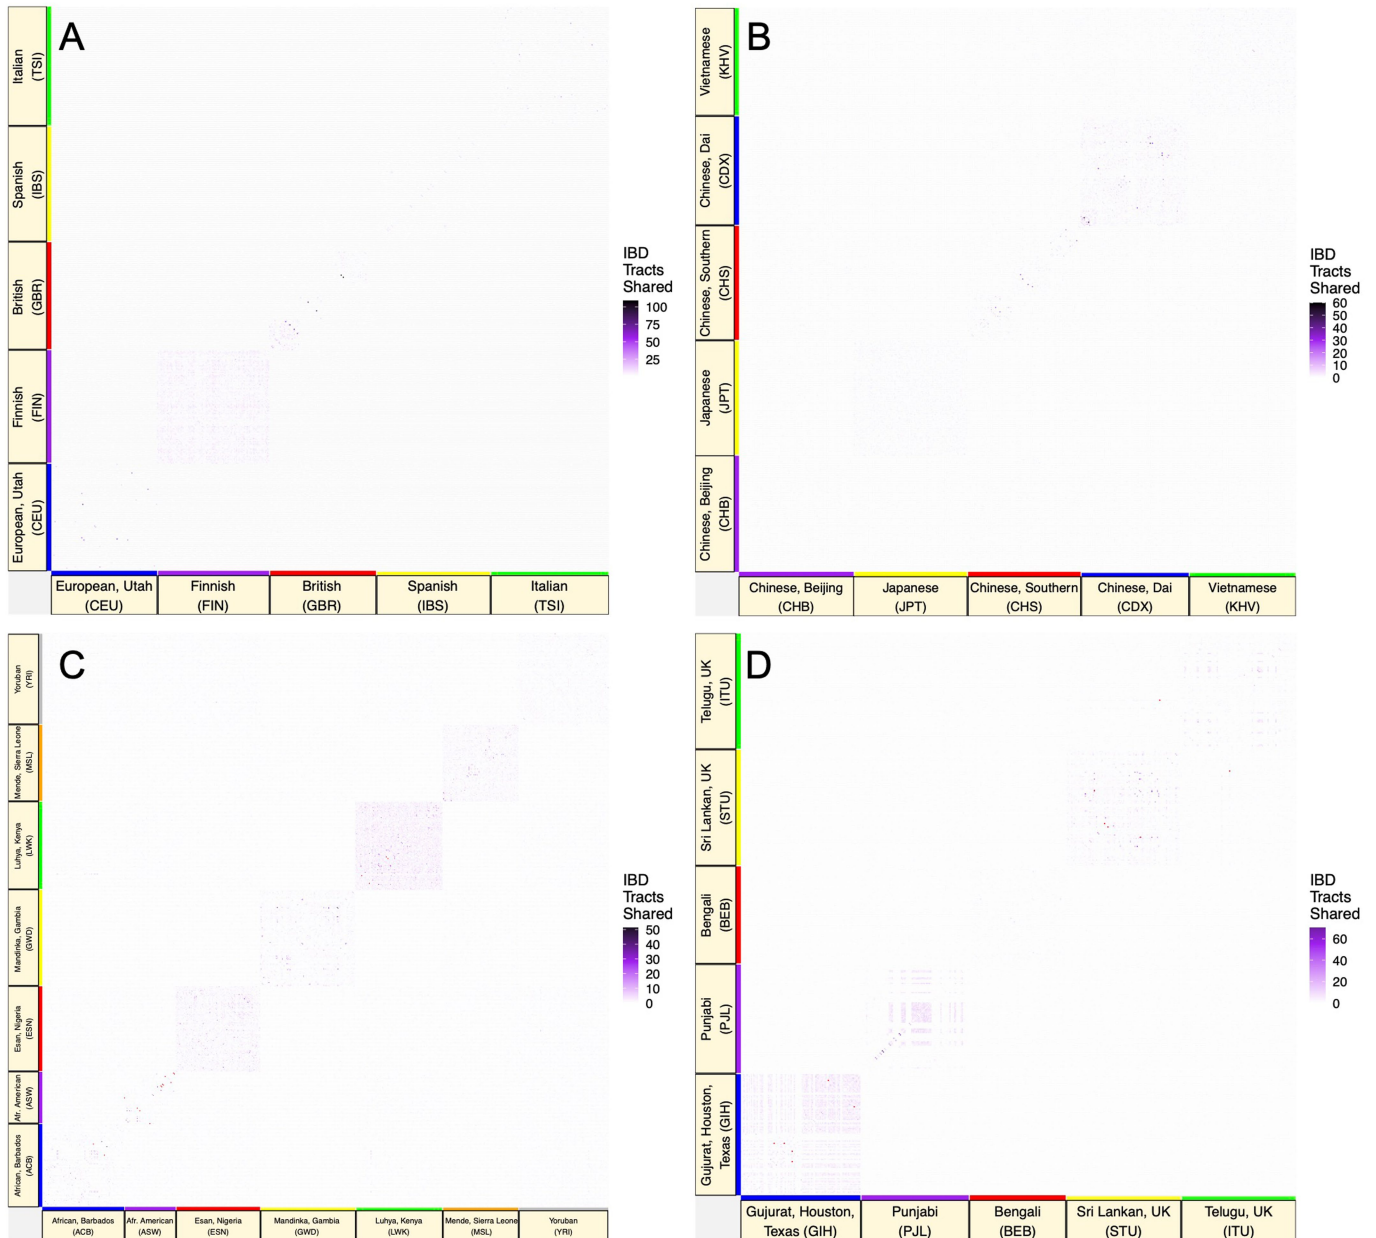 A
Italian
(TSI)
Spanish
(IBS)
British
(GBR)
Finnish
(FIN)
European, Utah
(CEU)
European, Utah
(CEU)
Finnish
(FIN)
British
(GBR)
Spanish
(IBS)
Italian
(TSI)
IBD
Tracts
Shared
100
75
50
25
B
Vietnamese
(KHV)
Chinese, Dai
(CDX)
Chinese, Southern
(CHS)
Japanese
(JPT)
Chinese, Beijing
(CHB)
Chinese, Beijing
(CHB)
Japanese
(JPT)
Chinese, Southern
(CHS)
Chinese, Dai
(CDX)
Vietnamese
(KHV)
IBD
Tracts
Shared
60
50
40
30
20
10
0
C
Yoruban
(YRI)
Mende, Sierra Leone
(MSL)
Luhya, Kenya
(LWK)
Mandinka, Gambia
(GWD)
Esan, Nigeria
(ESN)
Afr. American
(ASW)
African, Barbados
(ACB)
African, Barbados
(ACB)
Afr. American
(ASW)
Esan, Nigeria
(ESN)
Mandinka, Gambia
(GWD)
Luhya, Kenya
(LWK)
Mende, Sierra Leone
(MSL)
Yoruban
(YRI)
IBD
Tracts
Shared
50
40
30
20
10
0
D
Telugu, UK
(ITU)
Sri Lankan, UK
(STU)
Bengali
(BEB)
Punjabi
(PJL)
Gujurat, Houston,
Texas (GIH)
Gujurat, Houston,
Texas (GIH)
Punjabi
(PJL)
Bengali
(BEB)
Sri Lankan, UK
(STU)
Telugu, UK
(ITU)
IBD
Tracts
Shared
60
40
20
0